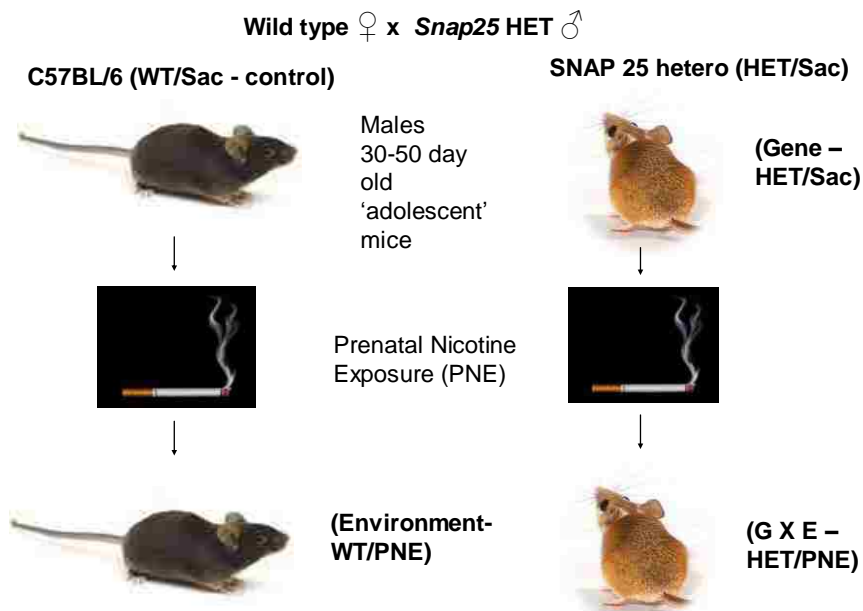 Wild type ♀ x Snap25 HET ♂
C57BL/6 (WT/Sac - control)
SNAP 25 hetero (HET/Sac)
Males
30-50 day
old
‘adolescent’
mice
(Gene –
HET/Sac)
Prenatal Nicotine
Exposure (PNE)
(Environment-
WT/PNE)
(G X E –
HET/PNE)